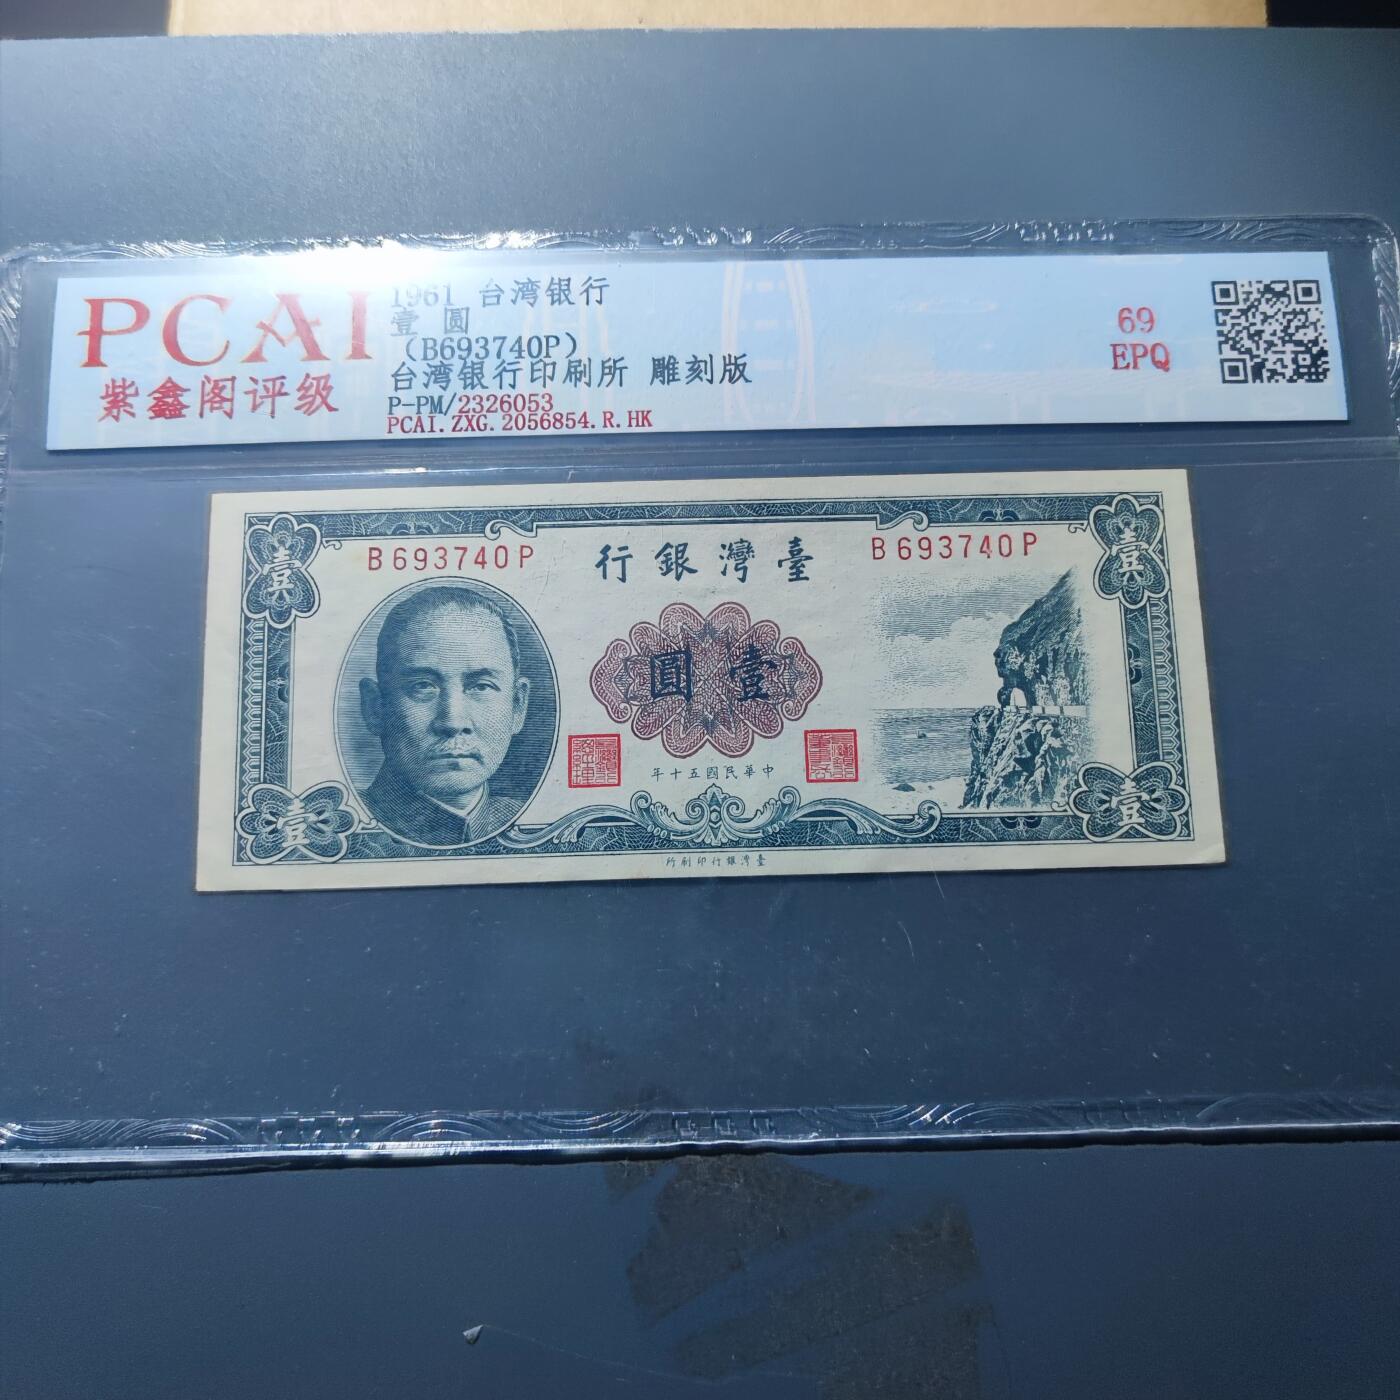 PCAI
紫鑫阁评级
1961 台湾银行
壹 圆
(B693740P)
台湾银行印刷所 雕刻版
P-PM/2326053
PCAI.ZXG.2056854.R.HK
69
EPQ
壹
壹
B693740P
行銀灣臺
B693740P
圓壹
年十五國民華中
壹
壹
所刷印行銀灣臺